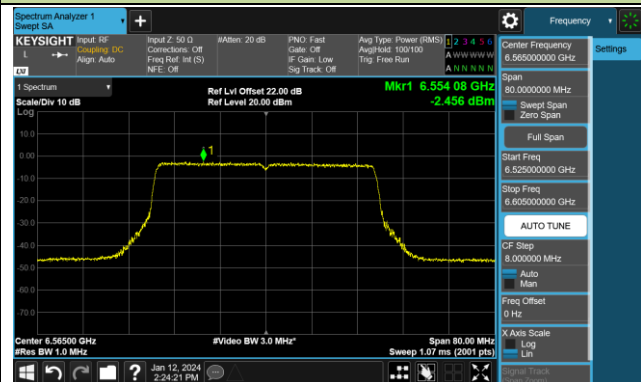 Spectrum Analyzer 1
Swept SA
Frequency
KEYSIGHT
Input: RF
Coupling: DC
Align: Auto
Input Z: 50 Ω
Corrections: Off
Freq Ref: Int (S)
NFE: Off
#Atten: 20 dB
PNO: Fast
Gate: Off
IF Gain: Low
Sig Track: Off
Avg Type: Power (RMS)
Avg|Hold: 100/100
Trig: Free Run
1 2 3 4 5 6
A W W W W W
A N N N N N
L
LXI
Center Frequency
6.565000000 GHz
Settings
Span
80.0000000 MHz
Swept Span
Zero Span
Full Span
Start Freq
6.525000000 GHz
Stop Freq
6.605000000 GHz
AUTO TUNE
CF Step
8.000000 MHz
Auto
Man
Freq Offset
0 Hz
X Axis Scale
Log
Lin
Signal Track
(Span Zoom)
1 Spectrum
Scale/Div 10 dB
Ref Lvl Offset 22.00 dB
Ref Level 20.00 dBm
Mkr1 6.554 08 GHz
-2.456 dBm
Log
10.0
0.00
-10.0
-20.0
-30.0
-40.0
-50.0
-60.0
-70.0
1
Center 6.56500 GHz
#Res BW 1.0 MHz
#Video BW 3.0 MHz*
Span 80.00 MHz
Sweep 1.07 ms (2001 pts)
Jan 12, 2024
2:24:21 PM